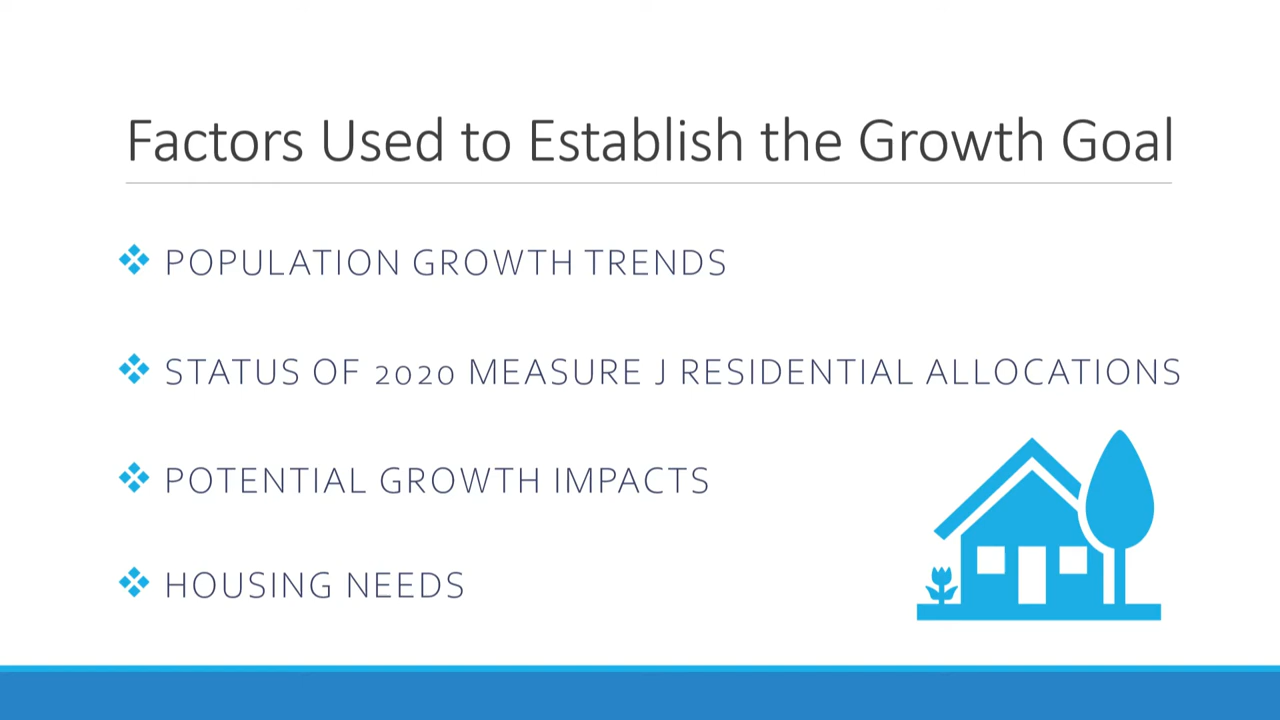 Factors Used to Establish the Growth Goal
POPULATION GROWTH TRENDS
STATUS OF 2020 MEASURE J RESIDENTIAL ALLOCATIONS
POTENTIAL GROWTH IMPACTS
HOUSING NEEDS